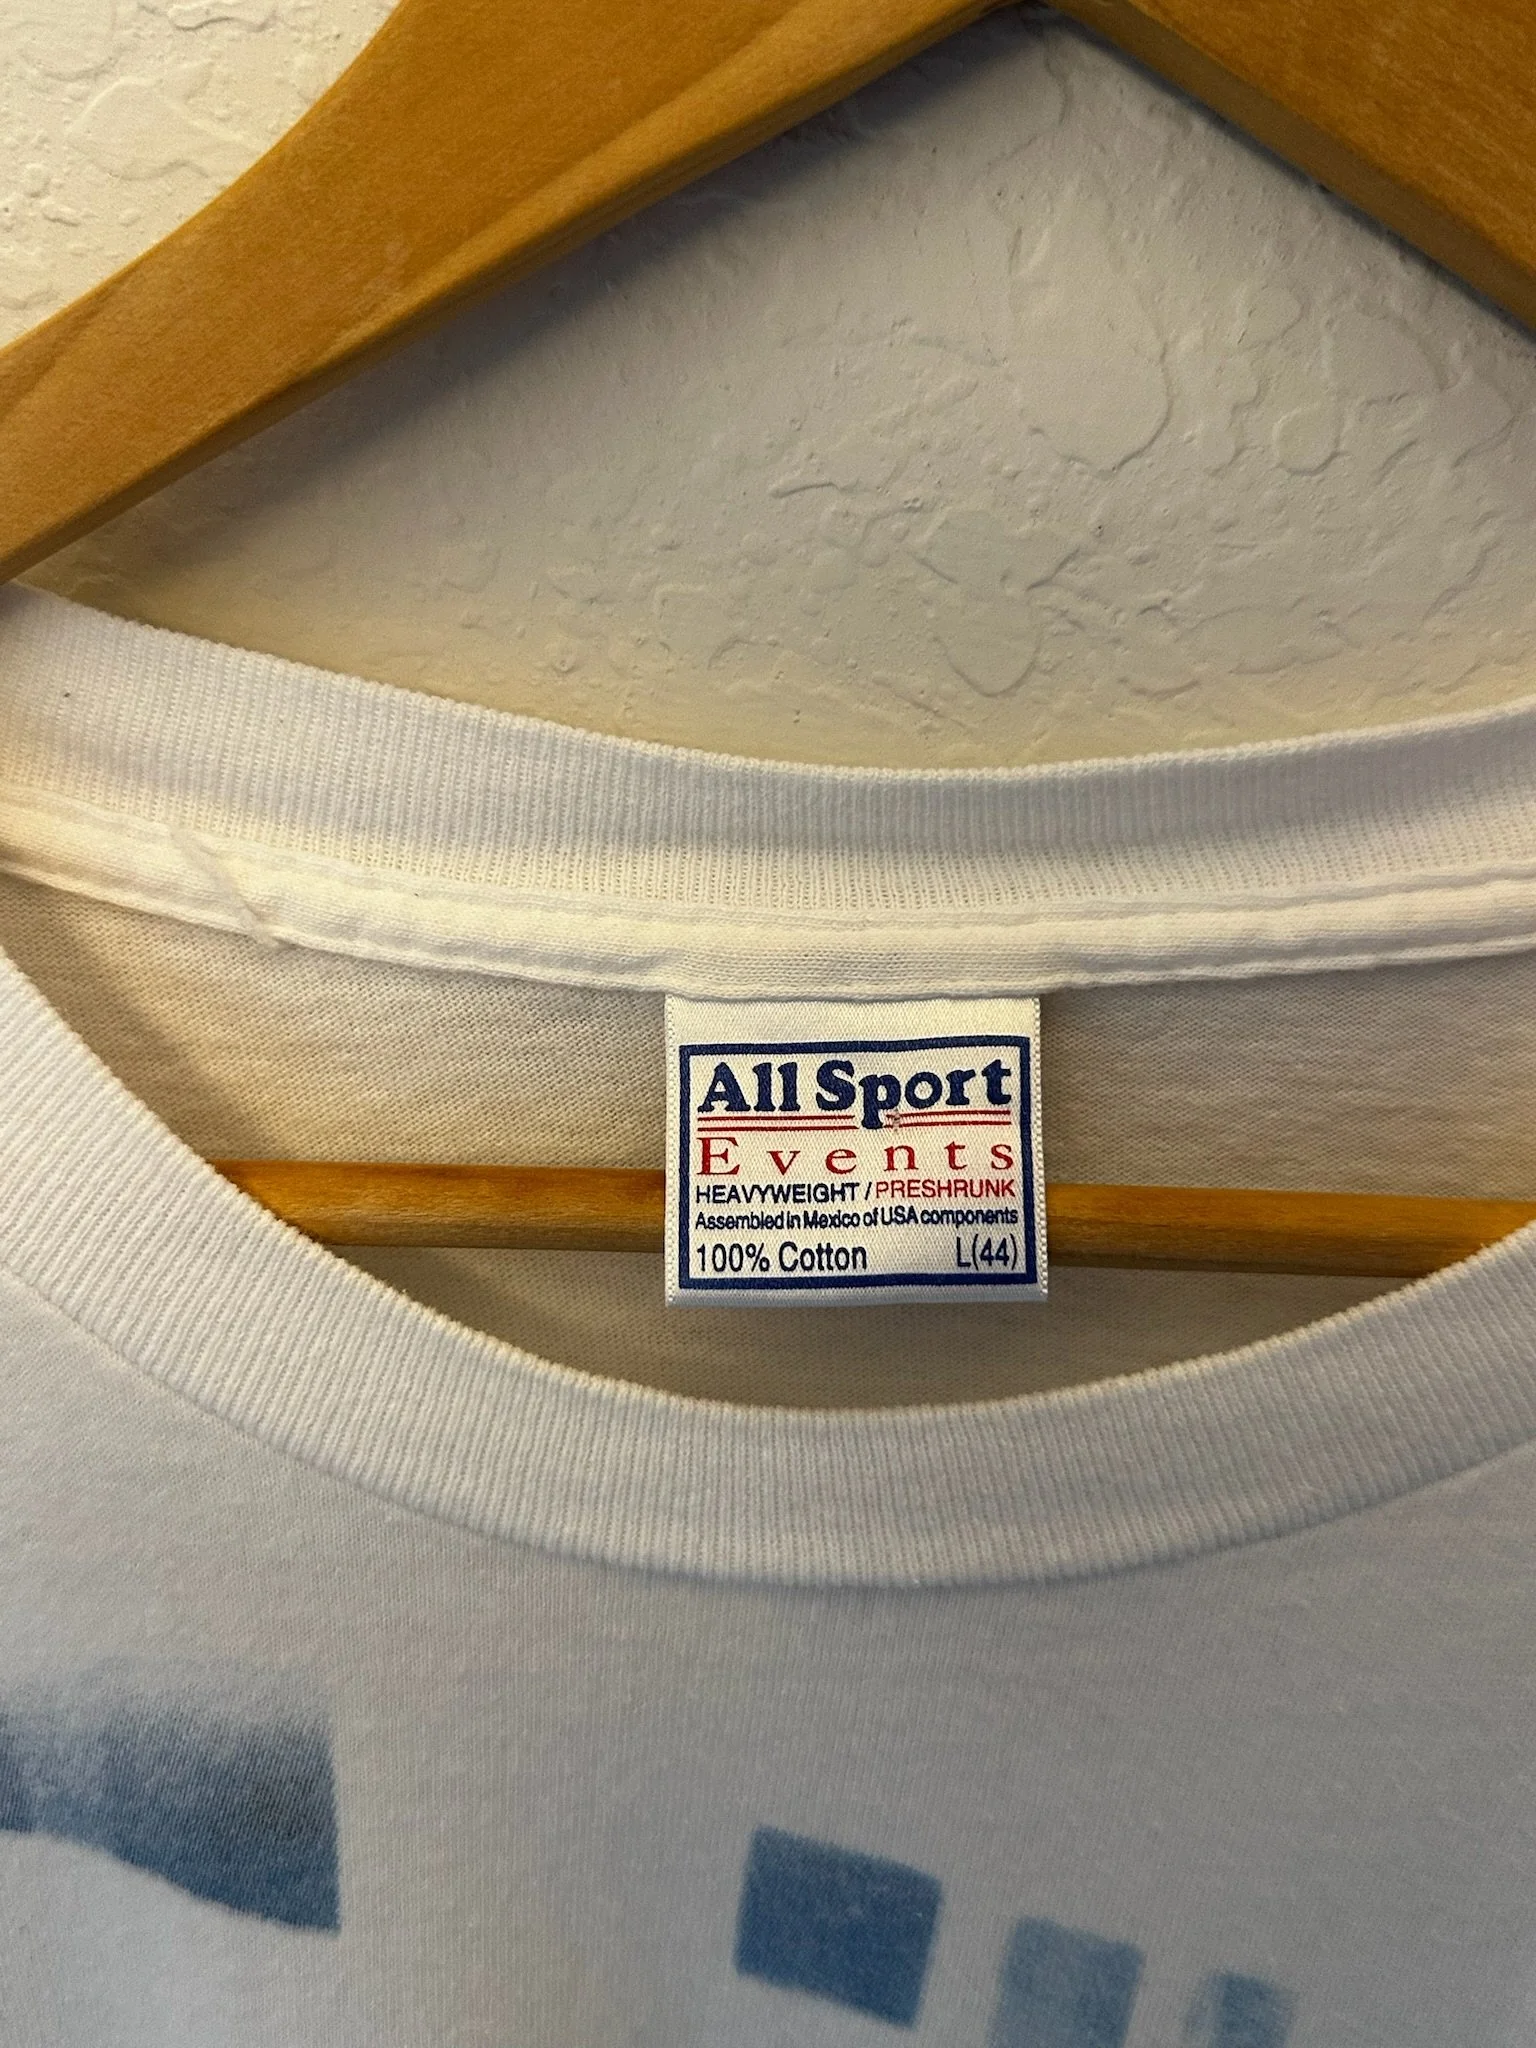 All Sport
Events
HEAVYWEIGHT / PRESHRUNK
Assembled in Mexico of USA components
100% Cotton L(44)